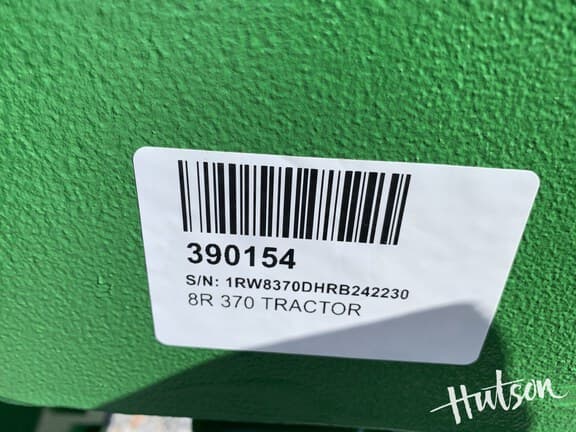 390154
S/N: 1RW8370DHRB242230
8R 370 TRACTOR
Hutson